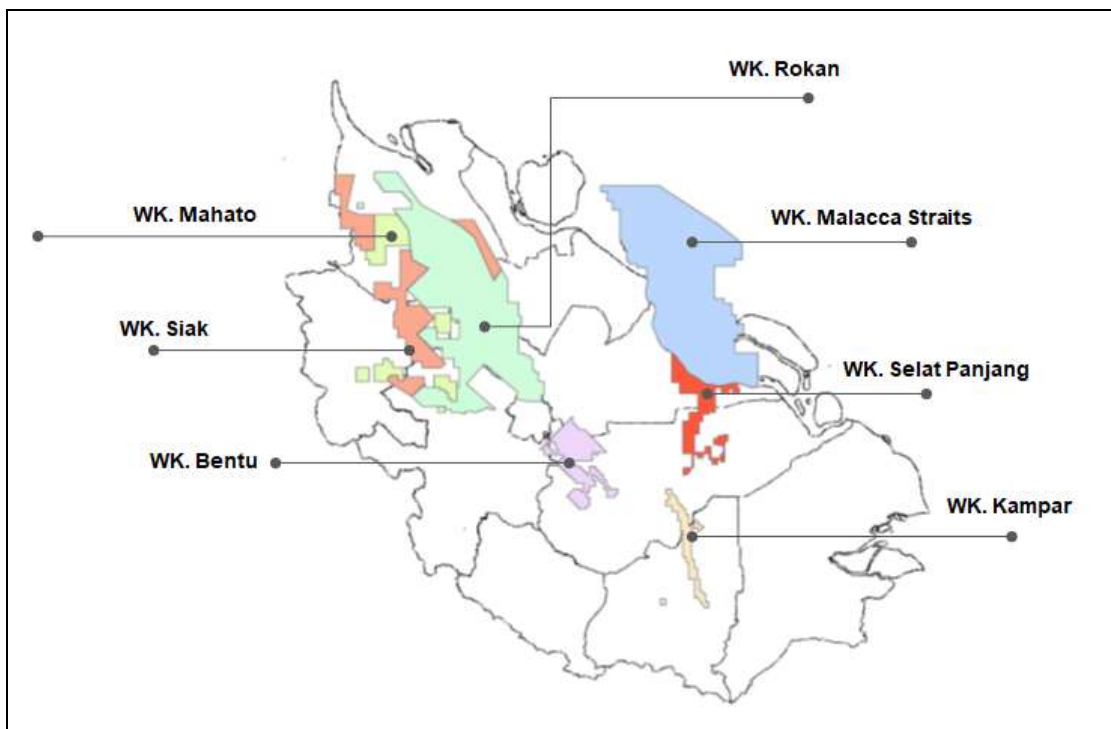 WK. Rokan
WK. Mahato
WK. Malacca Straits
WK. Siak
WK. Selat Panjang
WK. Bentu
WK. Kampar